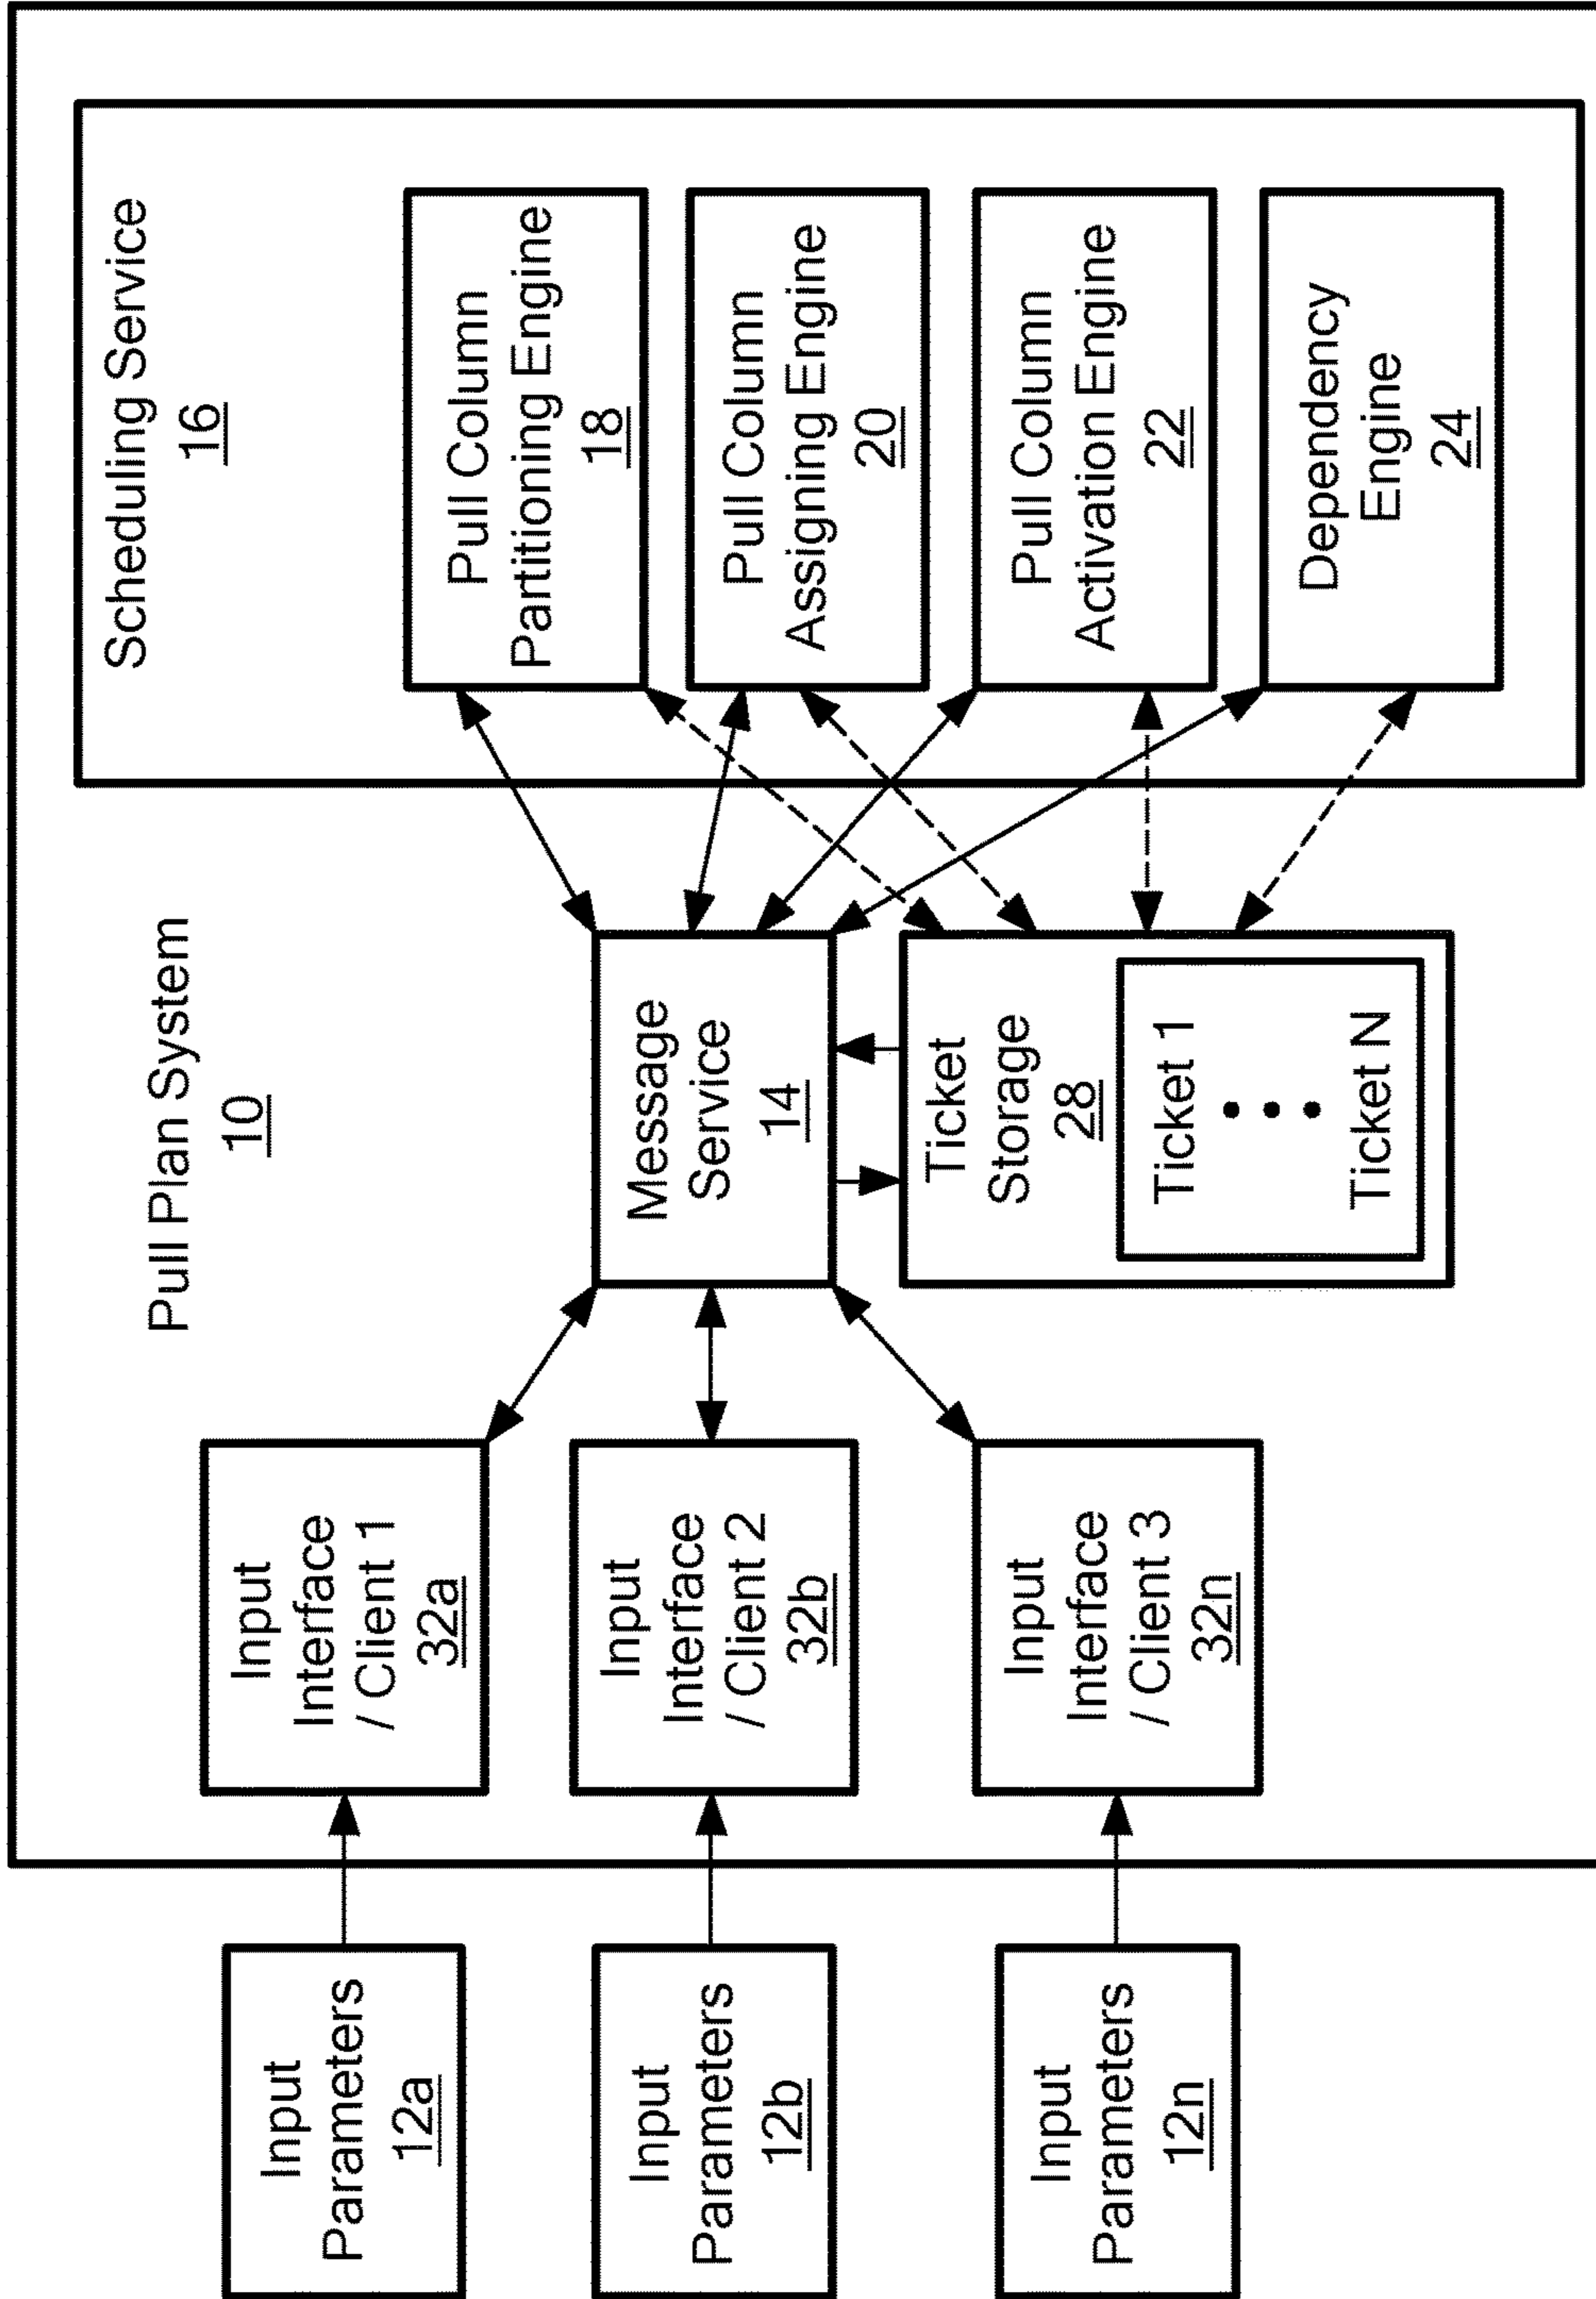 Pull Plan System
10
Scheduling Service
16
Input
Parameters
12a
Input
Interface
/ Client 1
32a
Input
Parameters
12b
Input
Interface
/ Client 2
32b
Input
Parameters
12n
Input
Interface
/ Client 3
32n
Message
Service
14
Ticket
Storage
28
Ticket 1
Ticket N
Pull Column
Partitioning Engine
18
Pull Column
Assigning Engine
20
Pull Column
Activation Engine
22
Dependency
Engine
24